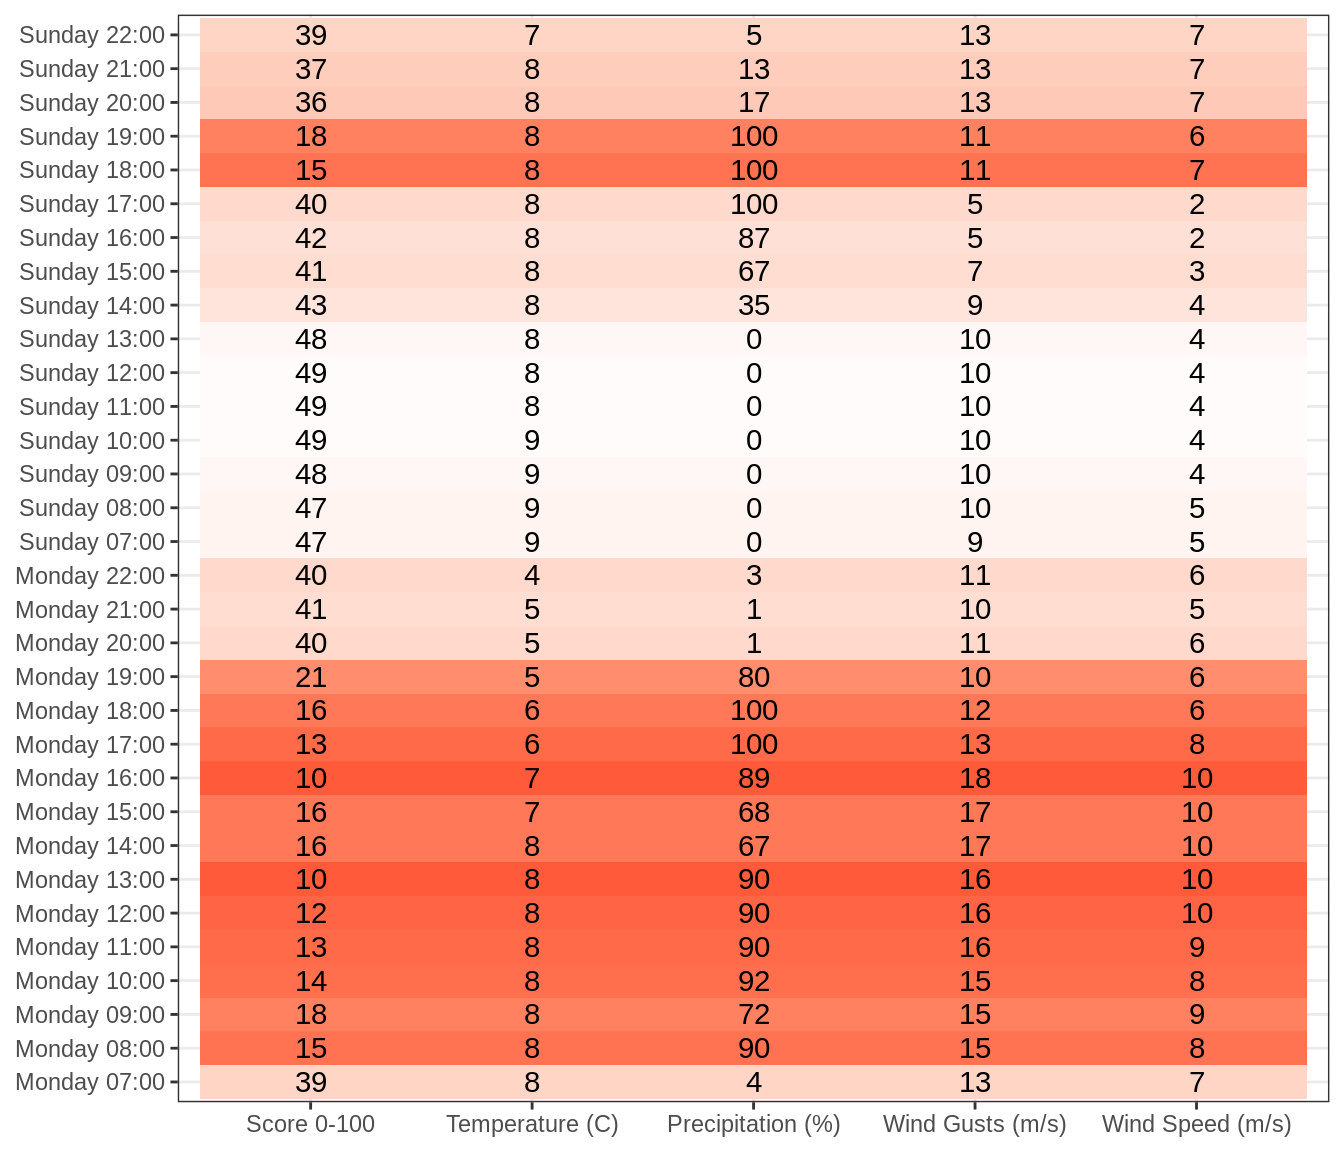 Sunday 22:00 39 7 5 13 7
Sunday 21:00 37 8 13 13 7
Sunday 20:00 36 8 17 13 7
Sunday 19:00 18 8 100 11 6
Sunday 18:00 15 8 100 11 7
Sunday 17:00 40 8 100 5 2
Sunday 16:00 42 8 87 5 2
Sunday 15:00 41 8 67 7 3
Sunday 14:00 43 8 35 9 4
Sunday 13:00 48 8 0 10 4
Sunday 12:00 49 8 0 10 4
Sunday 11:00 49 8 0 10 4
Sunday 10:00 49 9 0 10 4
Sunday 09:00 48 9 0 10 4
Sunday 08:00 47 9 0 10 5
Sunday 07:00 47 9 0 9 5
Monday 22:00 40 4 3 11 6
Monday 21:00 41 5 1 10 5
Monday 20:00 40 5 1 11 6
Monday 19:00 21 5 80 10 6
Monday 18:00 16 6 100 12 6
Monday 17:00 13 6 100 13 8
Monday 16:00 10 7 89 18 10
Monday 15:00 16 7 68 17 10
Monday 14:00 16 8 67 17 10
Monday 13:00 10 8 90 16 10
Monday 12:00 12 8 90 16 10
Monday 11:00 13 8 90 16 9
Monday 10:00 14 8 92 15 8
Monday 09:00 18 8 72 15 9
Monday 08:00 15 8 90 15 8
Monday 07:00 39 8 4 13 7
Score 0-100 Temperature (C) Precipitation (%) Wind Gusts (m/s) Wind Speed (m/s)